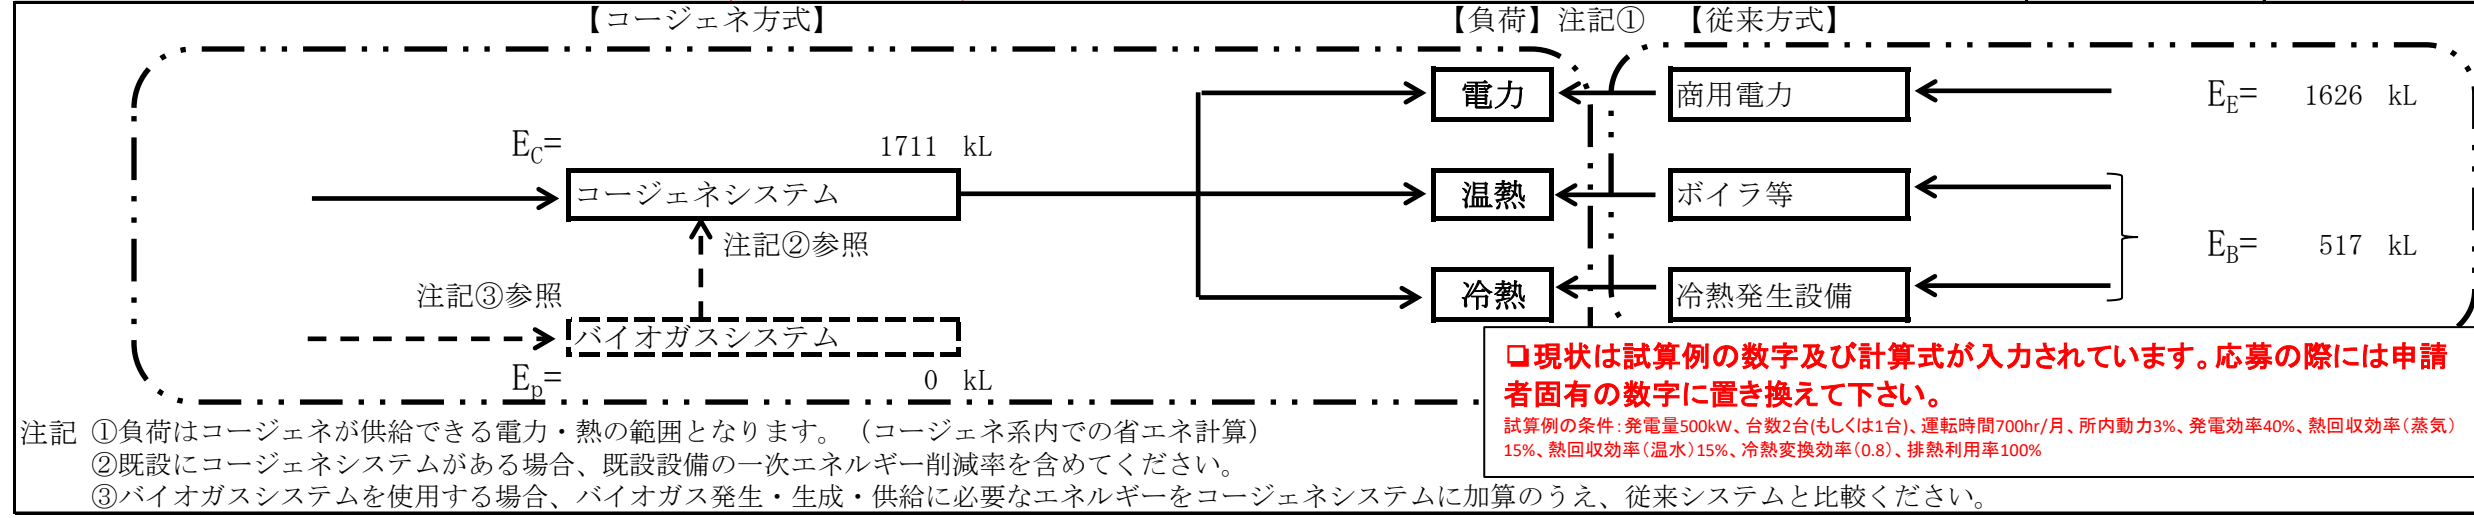 【コージェネ方式】
【負荷】注記①
【従来方式】
電力
商用電力
EE= 1626 kL
EC= 1711 kL
コージェネシステム
温熱
ボイラ等
注記②参照
EB= 517 kL
注記③参照
冷熱
冷熱発生設備
バイオガスシステム
Ep= 0 kL
□現状は試算例の数字及び計算式が入力されています。応募の際には申請
者固有の数字に置き換えて下さい。
試算例の条件:発電量500kW、台数2台(もしくは1台)、運転時間700hr/月、所内動力3%、発電効率40%、熱回収効率(蒸気)
15%、熱回収効率(温水)15%、冷熱変換効率(0.8)、排熱利用率100%
注記 ①負荷はコージェネが供給できる電力・熱の範囲となります。(コージェネ系内での省エネ計算)
②既設にコージェネシステムがある場合、既設設備の一次エネルギー削減率を含めてください。
③バイオガスシステムを使用する場合、バイオガス発生・生成・供給に必要なエネルギーをコージェネシステムに加算のうえ、従来システムと比較ください。